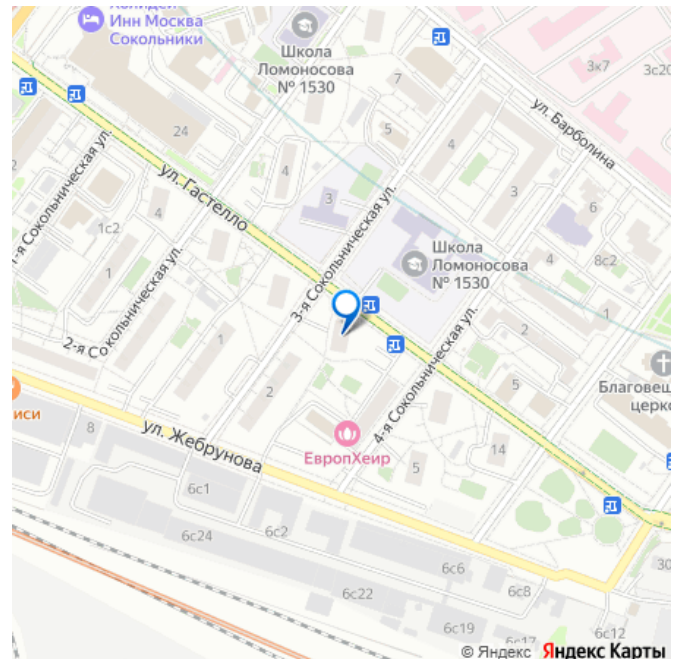 Инн Москва
Сокольники
Школа
Ломоносова
№ 1530
3к7
3с20
7
ул. Барболина
24
5
4
4
3
3
6
ул. Гастелло
4
1с2
1
2-я Сокольническая ул.
3-я Сокольническая ул.
Школа
Ломоносова
№ 1530
4
8с2
1
2
2
5
Благовещ
церко
4-я Сокольническая ул.
иси
8
ул. Жебрунова
ЕвропХеир
14
5
6с1
6с24
6с2
6с6
6с8
30
6с22
6с19
6с12
© Яндекс Яндекс Карты